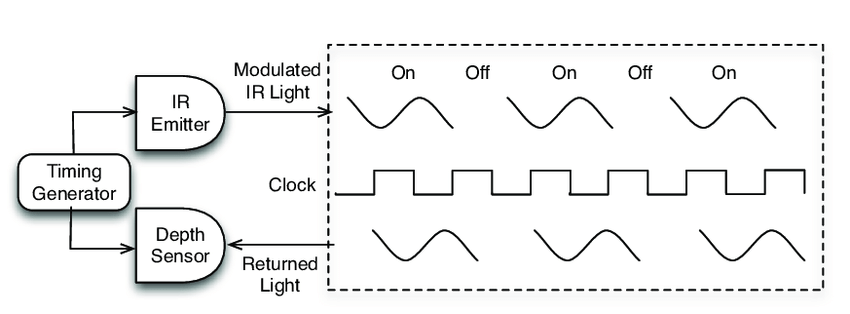 On Off On Off On
Modulated
IR Light
IR
Emitter
Timing
Generator
Clock
Depth
Sensor
Returned
Light